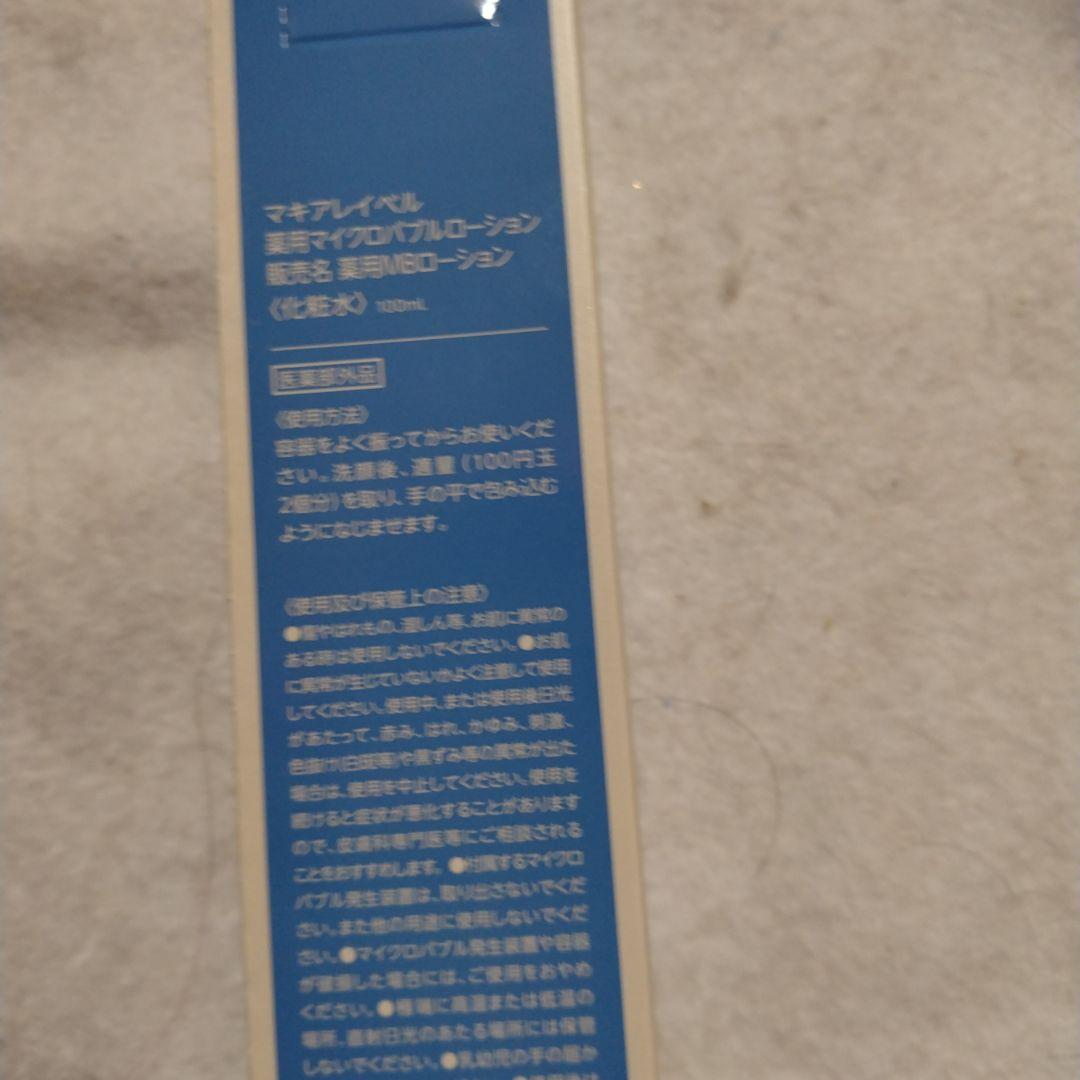 マキアレイベル
薬用マイクロバブルローション
販売名 薬用MBローション
〈化粧水〉 100mL
医薬部外品
〈使用方法〉
容器をよく振ってからお使いくだ
さい。洗顔後、適量（100円玉
2個分）を取り、手の平で包み込む
ようになじませます。
〈使用及び保管上の注意〉
●傷やはれもの、湿しん等、お肌に異常の
ある時は使用しないでください。●お肌
に異常が生じていないかよく注意して使用
してください。使用中、または使用後日光
があたって、赤み、はれ、かゆみ、刺激、
色抜け(白斑等)や黒ずみ等の異常が出た
場合は、使用を中止してください。使用を
続けると症状が悪化することがあります
ので、皮膚科専門医等にご相談される
ことをおすすめします。●付属するマイクロ
バブル発生装置は、取り出さないでくだ
さい。また他の用途に使用しないでくだ
さい。●マイクロバブル発生装置や容器
が破損した場合には、ご使用をおやめ
ください。●極端に高温または低温の
場所、直射日光のあたる場所には保管
しないでください。●乳幼児の手の届か